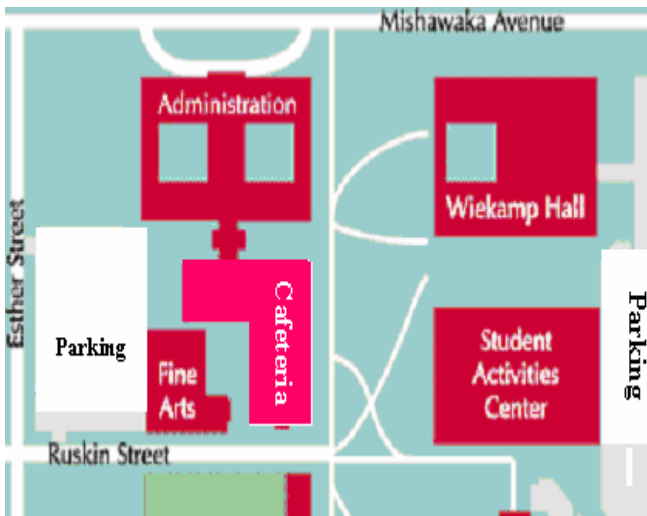 Mishawaka Avenue
Administration
Wiekamp Hall
Esther Street
Cafeteria
Parking
Parking
Student
Activities
Center
Fine
Arts
Ruskin Street